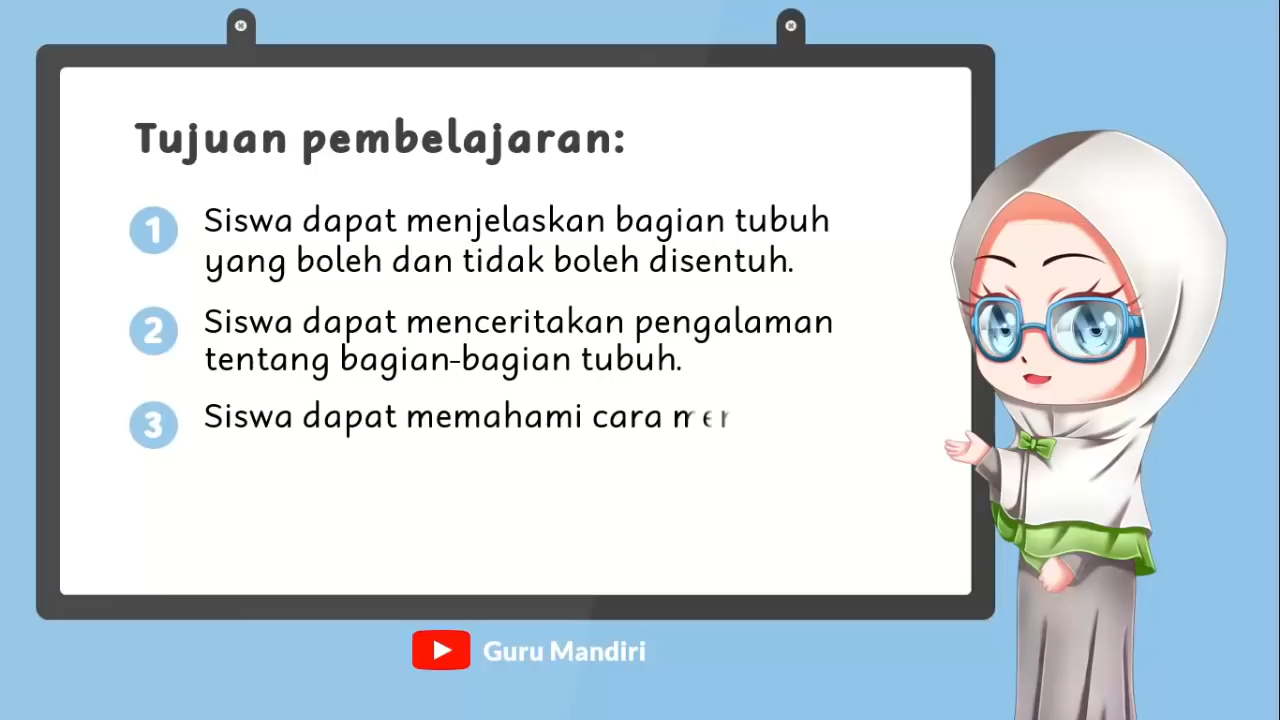 Tujuan pembelajaran:
1 Siswa dapat menjelaskan bagian tubuh
yang boleh dan tidak boleh disentuh.
2 Siswa dapat menceritakan pengalaman
tentang bagian-bagian tubuh.
3 Siswa dapat memahami cara
Guru Mandiri